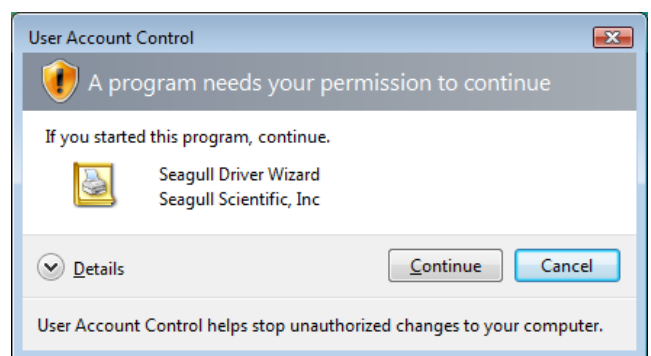 User Account Control
A program needs your permission to continue
If you started this program, continue.
Seagull Driver Wizard
Seagull Scientific, Inc
Details
Continue
Cancel
User Account Control helps stop unauthorized changes to your computer.